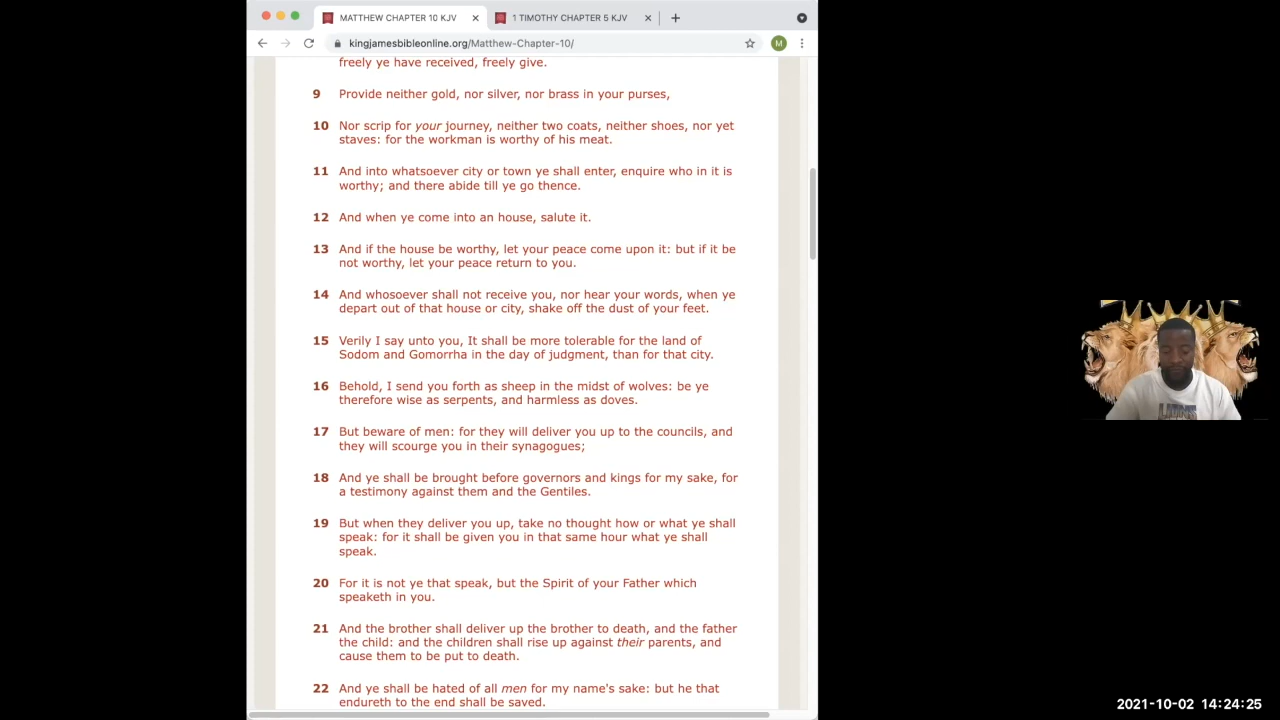 MATTHEW CHAPTER 10 KJV
1 TIMOTHY CHAPTER 5 KJV
kingjamesbibleonline.org/Matthew-Chapter-10/
M
freely ye have received, freely give.
9 Provide neither gold, nor silver, nor brass in your purses,
10 Nor scrip for your journey, neither two coats, neither shoes, nor yet
staves: for the workman is worthy of his meat.
11 And into whatsoever city or town ye shall enter, enquire who in it is
worthy; and there abide till ye go thence.
12 And when ye come into an house, salute it.
13 And if the house be worthy, let your peace come upon it: but if it be
not worthy, let your peace return to you.
14 And whosoever shall not receive you, nor hear your words, when ye
depart out of that house or city, shake off the dust of your feet.
15 Verily I say unto you, It shall be more tolerable for the land of
Sodom and Gomorrha in the day of judgment, than for that city.
16 Behold, I send you forth as sheep in the midst of wolves: be ye
therefore wise as serpents, and harmless as doves.
17 But beware of men: for they will deliver you up to the councils, and
they will scourge you in their synagogues;
18 And ye shall be brought before governors and kings for my sake, for
a testimony against them and the Gentiles.
19 But when they deliver you up, take no thought how or what ye shall
speak: for it shall be given you in that same hour what ye shall
speak.
20 For it is not ye that speak, but the Spirit of your Father which
speaketh in you.
21 And the brother shall deliver up the brother to death, and the father
the child: and the children shall rise up against their parents, and
cause them to be put to death.
22 And ye shall be hated of all men for my name's sake: but he that
endureth to the end shall be saved.
LIONS
2021-10-02 14:24:25